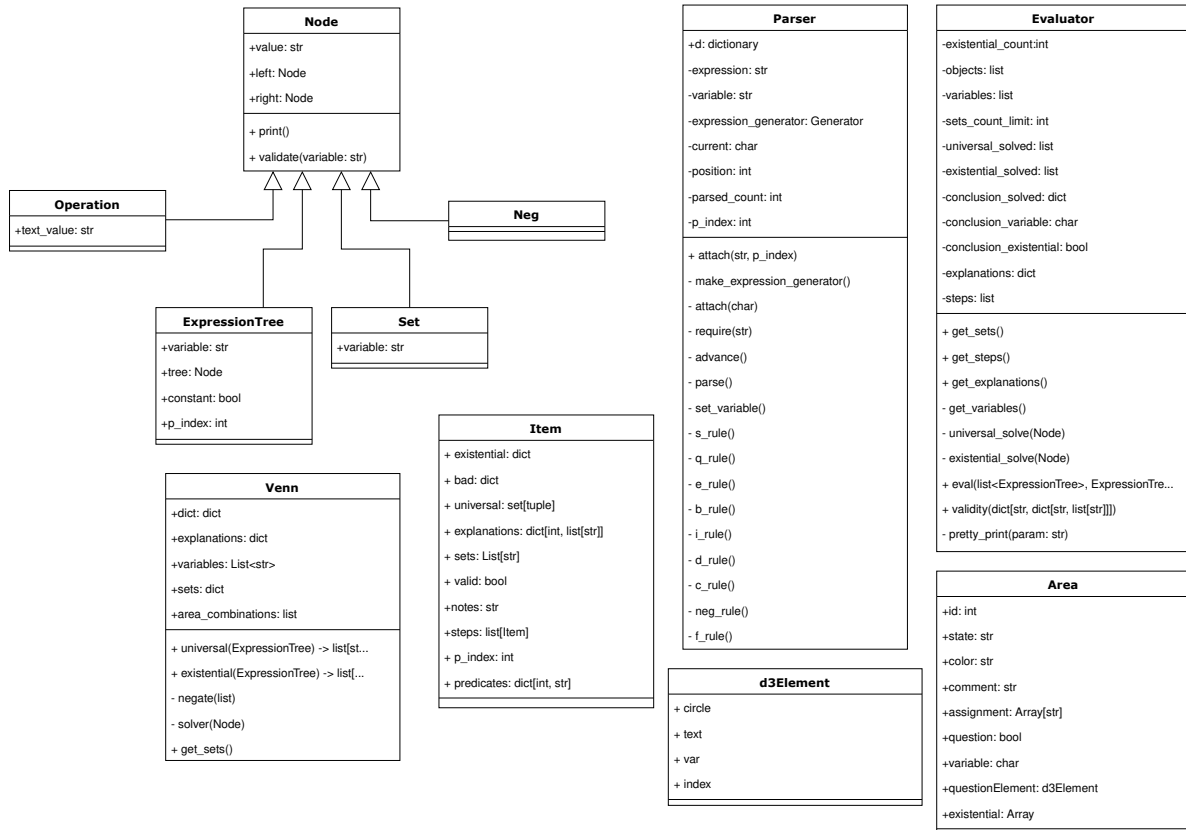 Node
+value: str
+left: Node
+right: Node
+ print()
+ validate(variable: str)
Operation
+text_value: str
Neg
ExpressionTree
+variable: str
+tree: Node
+constant: bool
+p_index: int
Set
+variable: str
Venn
+dict: dict
+explanations: dict
+variables: List<str>
+sets: dict
+area_combinations: list
+ universal(ExpressionTree) -> list[st...
+ existential(ExpressionTree) -> list[...
- negate(list)
- solver(Node)
+ get_sets()
Item
+ existential: dict
+ bad: dict
+ universal: set[tuple]
+ explanations: dict[int, list[str]]
+ sets: List[str]
+ valid: bool
+notes: str
+steps: list[Item]
+ p_index: int
+ predicates: dict[int, str]
Parser
+d: dictionary
-expression: str
-variable: str
-expression_generator: Generator
-current: char
-position: int
-parsed_count: int
-p_index: int
+ attach(str, p_index)
- make_expression_generator()
- attach(char)
- require(str)
- advance()
- parse()
- set_variable()
- s_rule()
- q_rule()
- e_rule()
- b_rule()
- i_rule()
- d_rule()
- c_rule()
- neg_rule()
- f_rule()
d3Element
+ circle
+ text
+ var
+ index
Evaluator
-existential_count:int
-objects: list
-variables: list
-sets_count_limit: int
-universal_solved: list
-existential_solved: list
-conclusion_solved: dict
-conclusion_variable: char
-conclusion_existential: bool
-explanations: dict
-steps: list
+ get_sets()
+ get_steps()
+ get_explanations()
- get_variables()
- universal_solve(Node)
- existential_solve(Node)
+ eval(list<ExpressionTree>, ExpressionTre...
+ validity(dict[str, dict[str, list[str]]])
- pretty_print(param: str)
Area
+id: int
+state: str
+color: str
+comment: str
+assignment: Array[str]
+question: bool
+variable: char
+questionElement: d3Element
+existential: Array